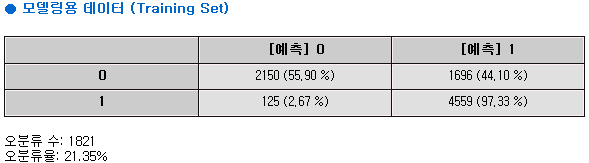 ● 모델링용 데이터 (Training Set)
[예측] 0 [예측] 1
0 2150 (55,90 %) 1696 (44,10 %)
1 125 (2,67 %) 4559 (97,33 %)
오분류 수: 1821
오분류율: 21.35%